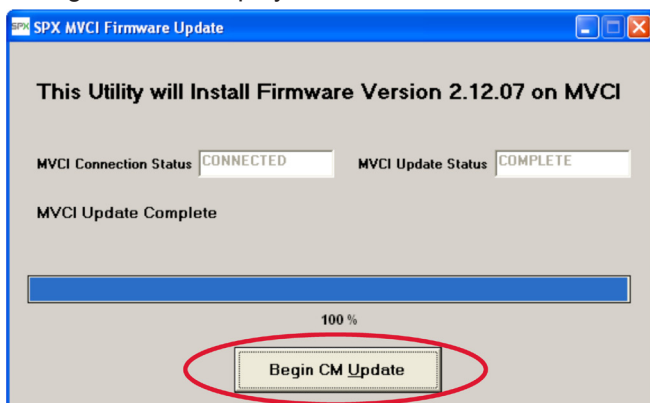 SPX SPX MVCI Firmware Update
This Utility will Install Firmware Version 2.12.07 on MVCI
MVCI Connection Status CONNECTED MVCI Update Status COMPLETE
MVCI Update Complete
100 %
Begin CM Update